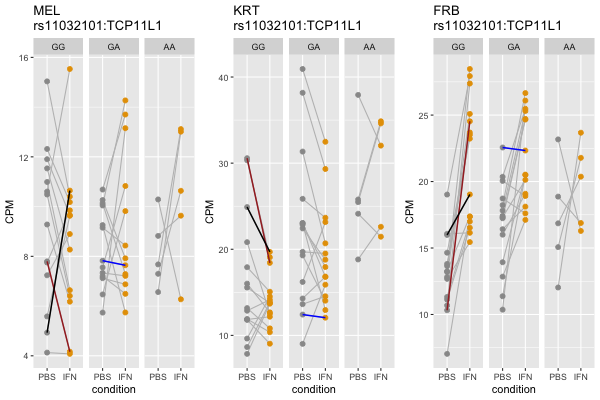 MEL
rs11032101:TCP11L1
GG GA AA
16
12
8
4
CPM
PBS IFN PBS IFN PBS IFN
condition
KRT
rs11032101:TCP11L1
GG GA AA
40
30
20
10
CPM
PBS IFN PBS IFN PBS IFN
condition
FRB
rs11032101:TCP11L1
GG GA AA
25
20
15
10
CPM
PBS IFN PBS IFN PBS IFN
condition